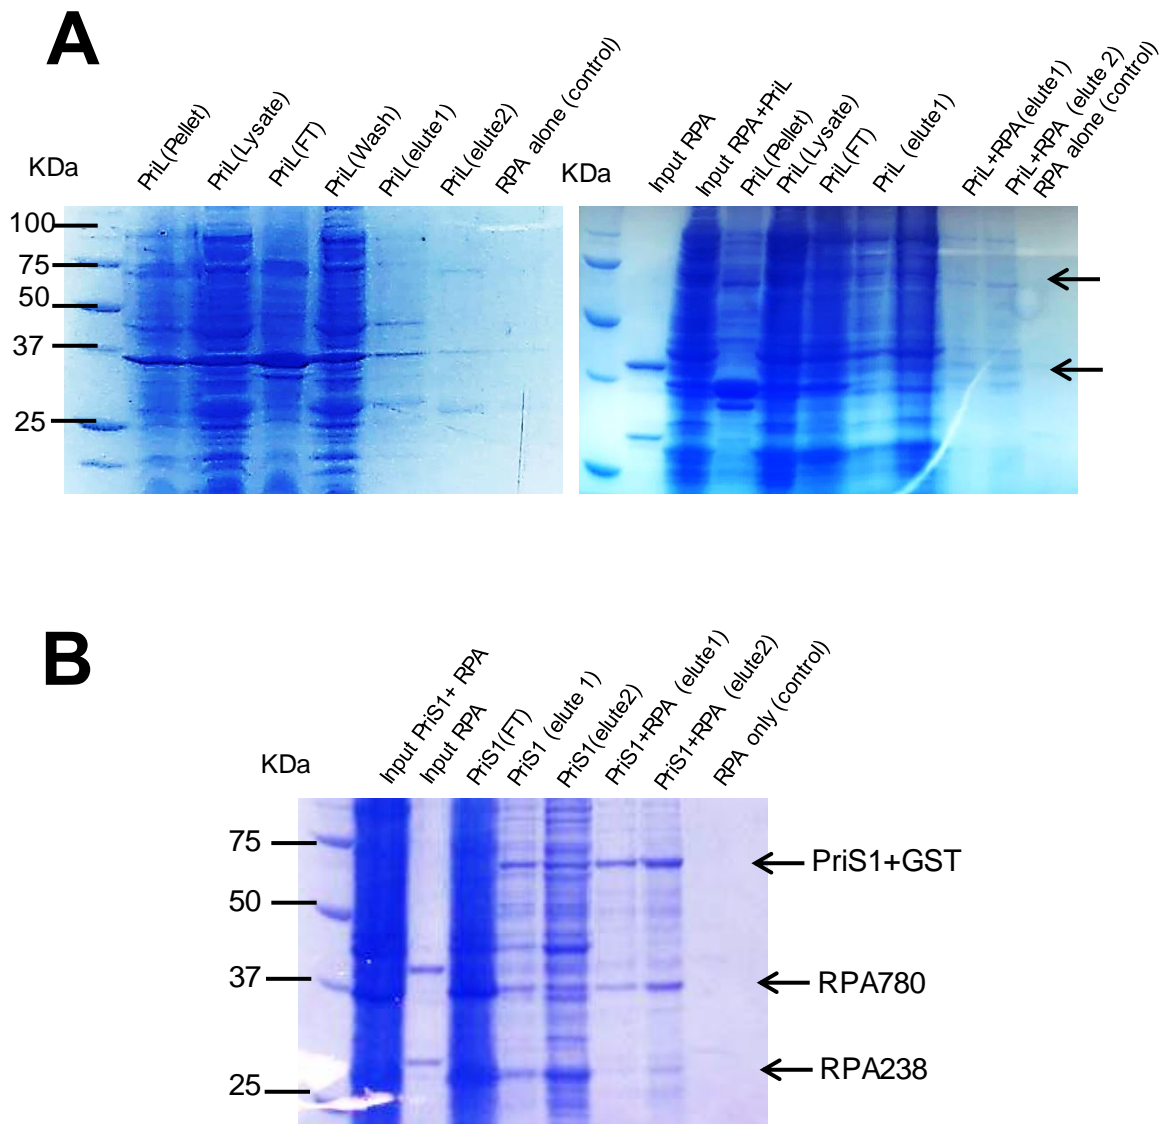 A
KDa
PriL(Pellet)
PriL(Lysate)
PriL(FT)
PriL(Wash)
PriL(elute1)
PriL(elute2)
RPA alone (control)
100
75
50
37
25
KDa
Input RPA
Input RPA+PriL
PriL(Pellet)
PriL(Lysate)
PriL(FT)
PriL (elute1)
PriL+RPA(elute1)
PriL+RPA (elute 2)
RPA alone (control)
B
KDa
Input PriS1+ RPA
Input RPA
PriS1(FT)
PriS1 (elute 1)
PriS1(elute2)
PriS1+RPA (elute1)
PriS1+RPA (elute2)
RPA only (control)
75
50
37
25
PriS1+GST
RPA780
RPA238